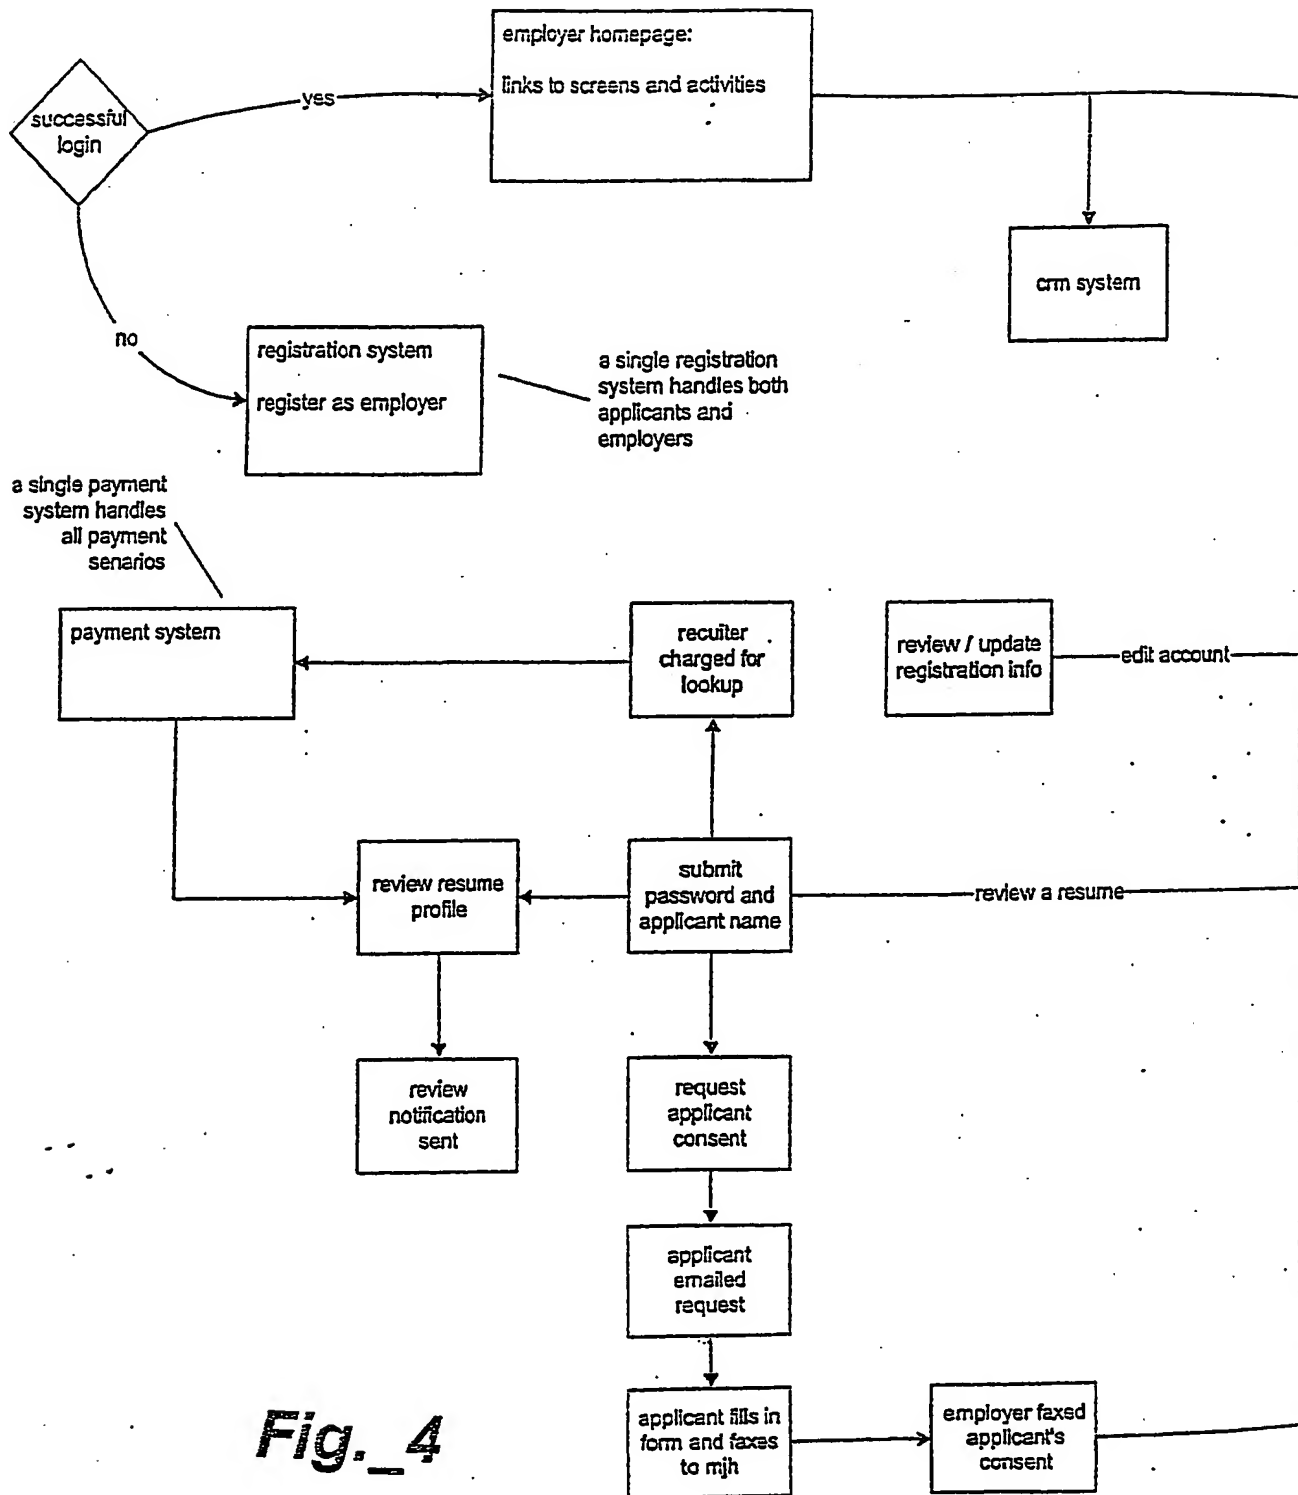 employer homepage:
links to screens and activities
yes
successful
login
crm system
no
registration system
register as employer
a single registration
system handles both
applicants and
employers
a single payment
system handles
all payment
senarios
payment system
recuiter
charged for
lookup
review / update
registration info
edit account
review resume
profile
submit
password and
applicant name
review a resume
review
notification
sent
request
applicant
consent
applicant
emailed
request
applicant fills in
form and faxes
to mjh
employer faxed
applicant's
consent
Fig._4